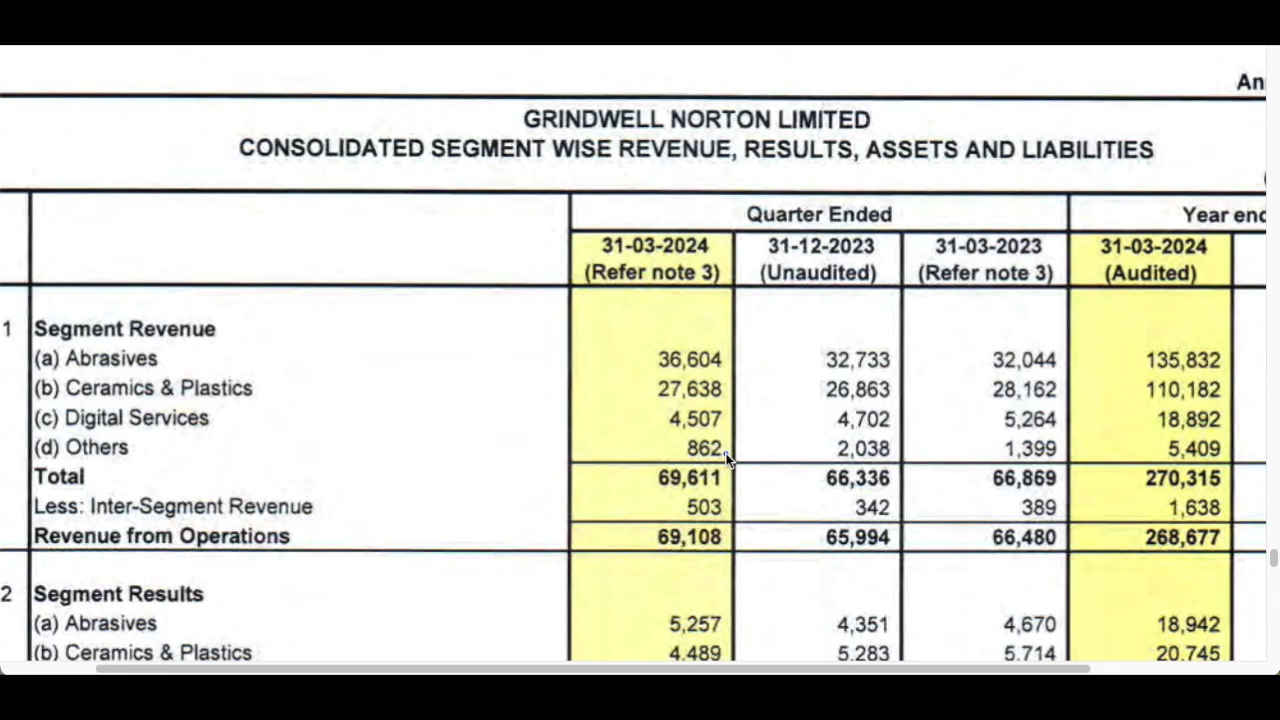 An
GRINDWELL NORTON LIMITED
CONSOLIDATED SEGMENT WISE REVENUE, RESULTS, ASSETS AND LIABILITIES
Quarter Ended Year end
31-03-2024 31-12-2023 31-03-2023 31-03-2024
(Refer note 3) (Unaudited) (Refer note 3) (Audited)
1 Segment Revenue
(a) Abrasives 36,604 32,733 32,044 135,832
(b) Ceramics & Plastics 27,638 26,863 28,162 110,182
(c) Digital Services 4,507 4,702 5,264 18,892
(d) Others 862 2,038 1,399 5,409
Total 69,611 66,336 66,869 270,315
Less: Inter-Segment Revenue 503 342 389 1,638
Revenue from Operations 69,108 65,994 66,480 268,677
2 Segment Results
(a) Abrasives 5,257 4,351 4,670 18,942
(b) Ceramics & Plastics 4,489 5,283 5,714 20,745